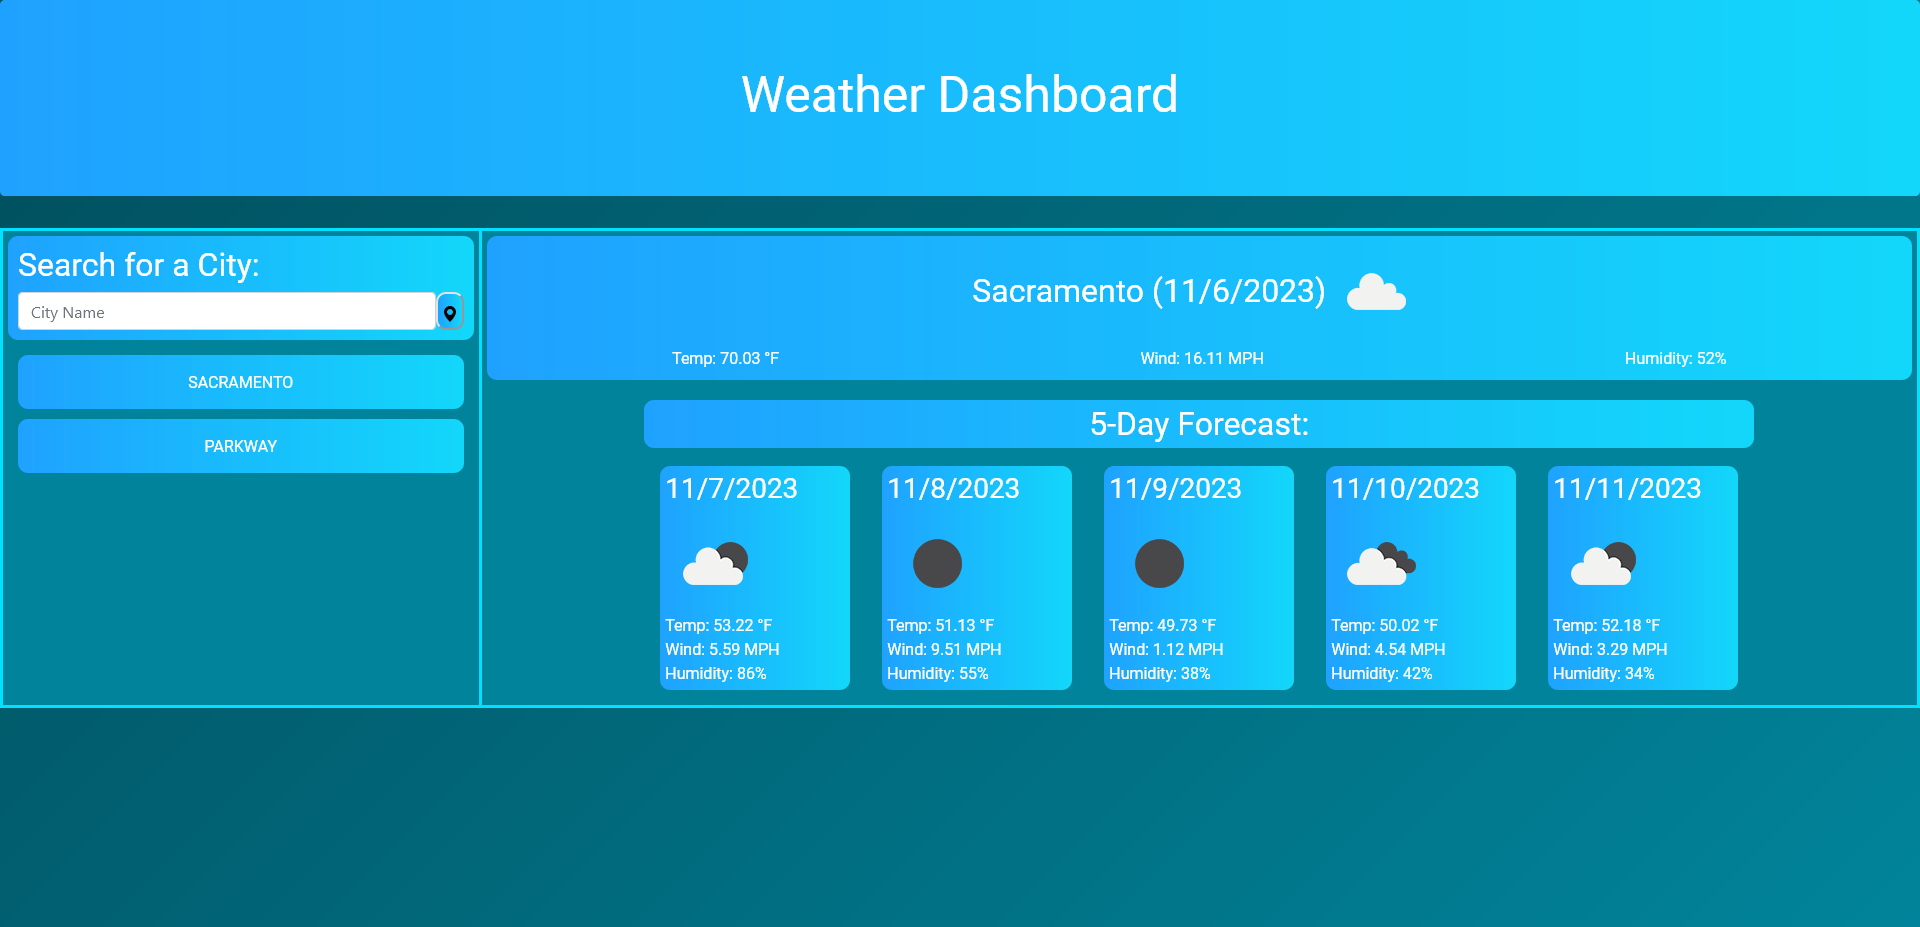 Weather Dashboard
Search for a City:
City Name
SACRAMENTO
PARKWAY
Sacramento (11/6/2023)
Temp: 70.03 °F Wind: 16.11 MPH Humidity: 52%
5-Day Forecast:
11/7/2023
Temp: 53.22 °F
Wind: 5.59 MPH
Humidity: 86%
11/8/2023
Temp: 51.13 °F
Wind: 9.51 MPH
Humidity: 55%
11/9/2023
Temp: 49.73 °F
Wind: 1.12 MPH
Humidity: 38%
11/10/2023
Temp: 50.02 °F
Wind: 4.54 MPH
Humidity: 42%
11/11/2023
Temp: 52.18 °F
Wind: 3.29 MPH
Humidity: 34%